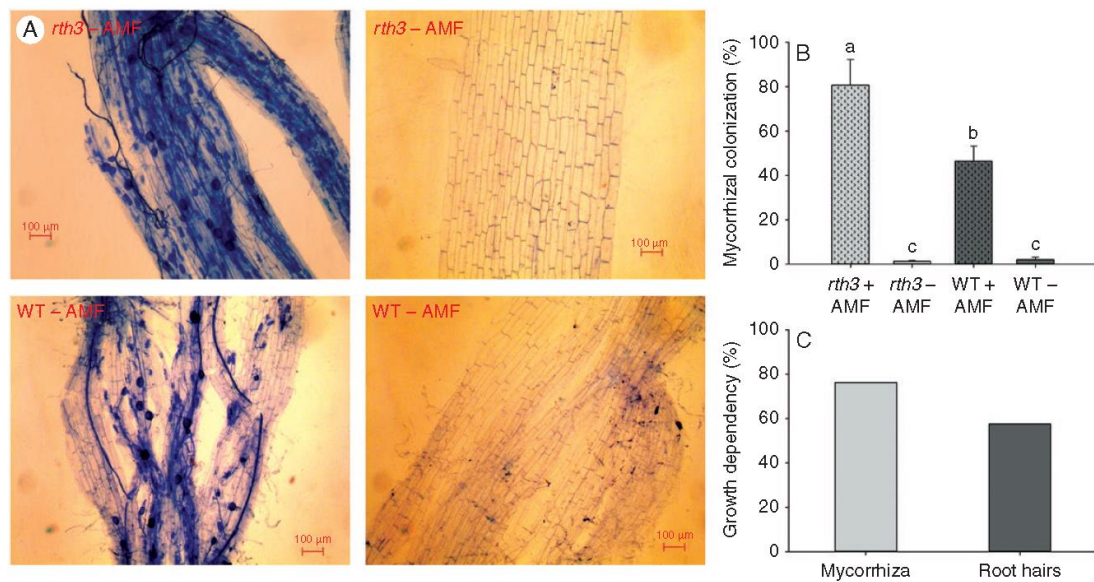 A
rth3 – AMF
100 µm
rth3 – AMF
100 µm
WT – AMF
100 µm
WT – AMF
100 µm
B
Mycorrhizal colonization (%)
100
80
60
40
20
0
a
c
b
c
rth3 + AMF
rth3 – AMF
WT + AMF
WT – AMF
C
Growth dependency (%)
100
80
60
40
20
0
Mycorrhiza
Root hairs